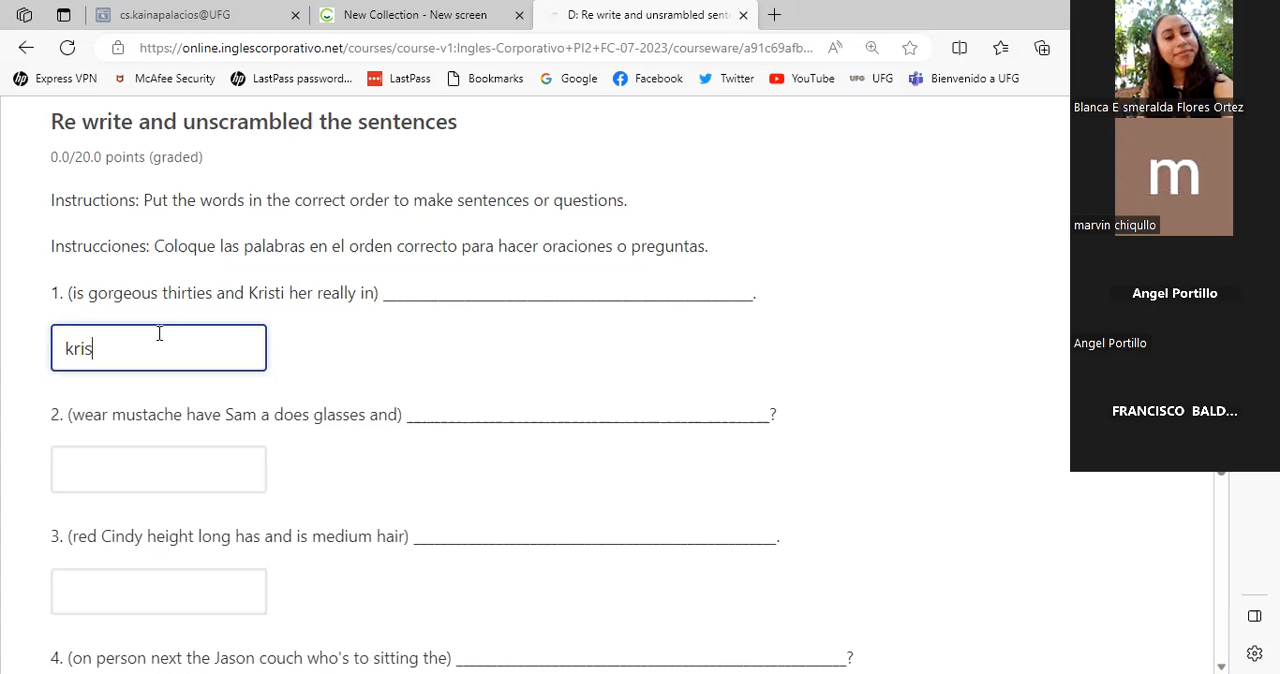 cs.kainapalacios@UFG
New Collection - New screen
D: Re write and unsrambled sent
https://online.inglescorporativo.net/courses/course-v1:Ingles-Corporativo+PI2+FC-07-2023/courseware/a91c69afb...
Express VPN
McAfee Security
LastPass password...
LastPass
Bookmarks
Google
Facebook
Twitter
YouTube
UFG
Bienvenido a UFG
Re write and unscrambled the sentences
0.0/20.0 points (graded)
Instructions: Put the words in the correct order to make sentences or questions.
Instrucciones: Coloque las palabras en el orden correcto para hacer oraciones o preguntas.
1. (is gorgeous thirties and Kristi her really in) ______________________________________________.
kris
2. (wear mustache have Sam a does glasses and) _____________________________________________?
3. (red Cindy height long has and is medium hair) _____________________________________________.
4. (on person next the Jason couch who's to sitting the) ________________________________________________?
Blanca E smeralda Flores Ortez
m
marvin chiqullo
Angel Portillo
Angel Portillo
FRANCISCO BALD...